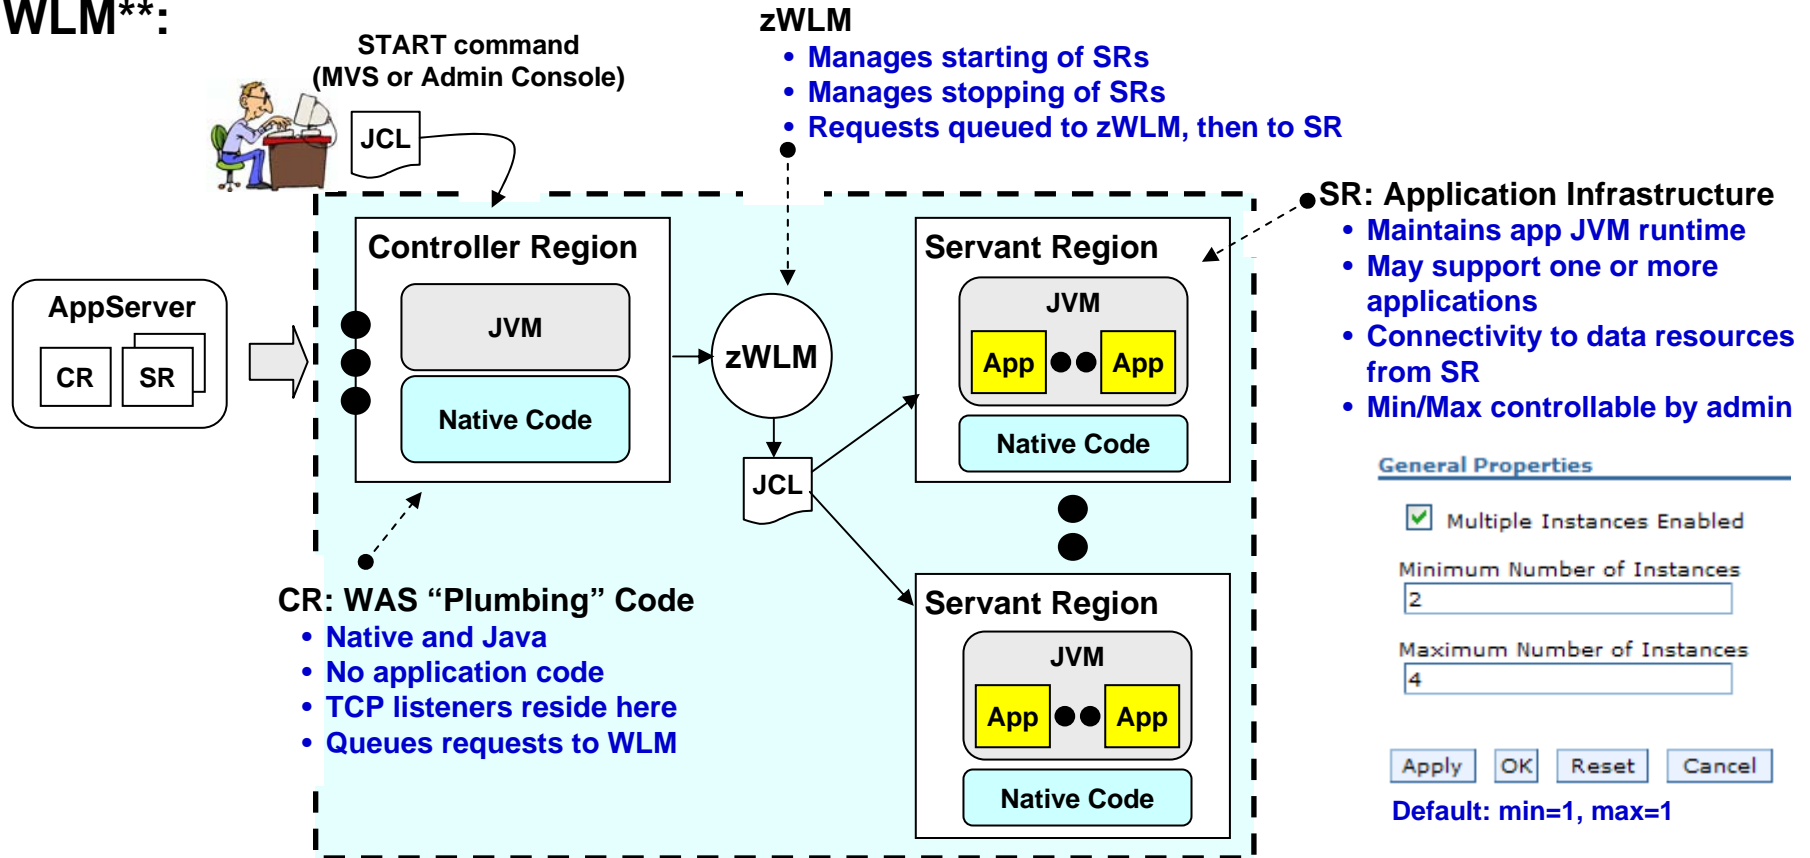 WLM**:
START command
(MVS or Admin Console)
JCL
zWLM
• Manages starting of SRs
• Manages stopping of SRs
• Requests queued to zWLM, then to SR
AppServer
CR
SR
Controller Region
JVM
Native Code
zWLM
JCL
Servant Region
JVM
App
App
Native Code
Servant Region
JVM
App
App
Native Code
CR: WAS “Plumbing” Code
• Native and Java
• No application code
• TCP listeners reside here
• Queues requests to WLM
SR: Application Infrastructure
• Maintains app JVM runtime
• May support one or more
applications
• Connectivity to data resources
from SR
• Min/Max controllable by admin
General Properties
Multiple Instances Enabled
Minimum Number of Instances
2
Maximum Number of Instances
4
Apply
OK
Reset
Cancel
Default: min=1, max=1